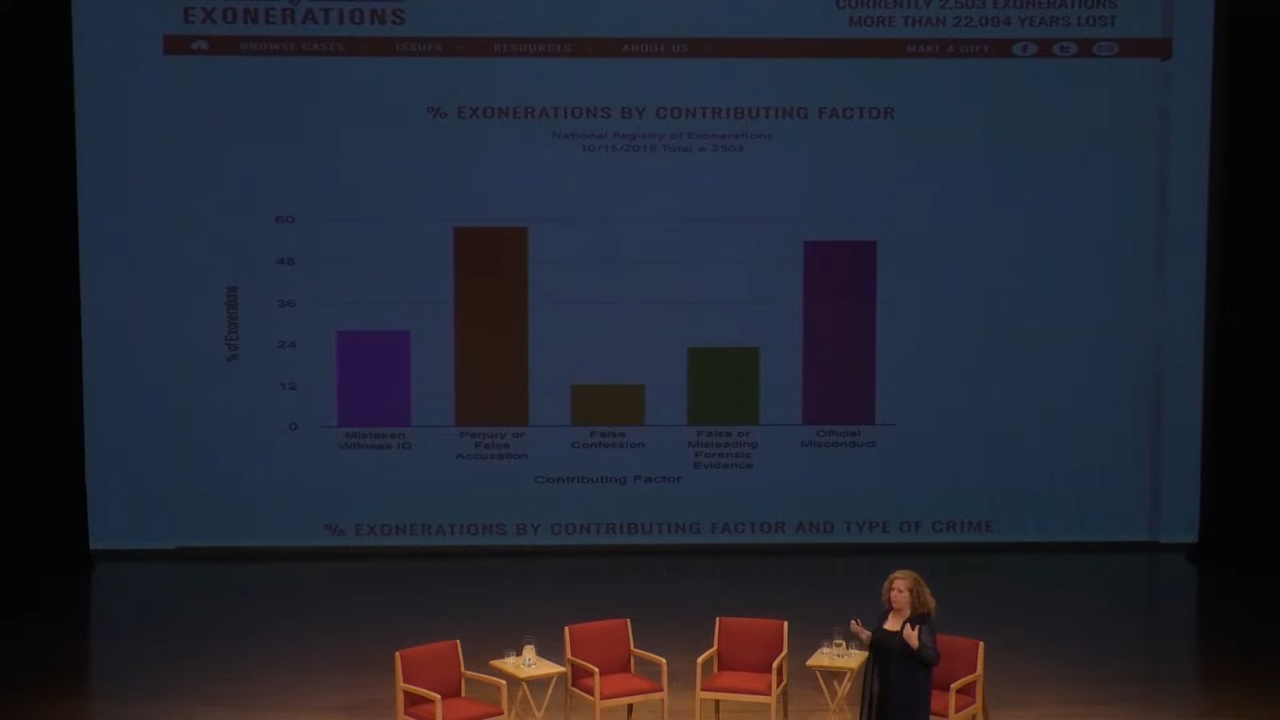 EXONERATIONS
CURRENTLY 2,503 EXONERATIONS
MORE THAN 22,094 YEARS LOST
BROWSE CASES
ISSUES
RESOURCES
ABOUT US
MAKE A GIFT
% EXONERATIONS BY CONTRIBUTING FACTOR
National Registry of Exonerations
10/15/2019 Total = 2503
60
48
36
24
12
0
% of Exonerations
Mistaken
Witness ID
Perjury or
False
Accusation
False
Confession
False or
Misleading
Forensic
Evidence
Official
Misconduct
Contributing Factor
% EXONERATIONS BY CONTRIBUTING FACTOR AND TYPE OF CRIME